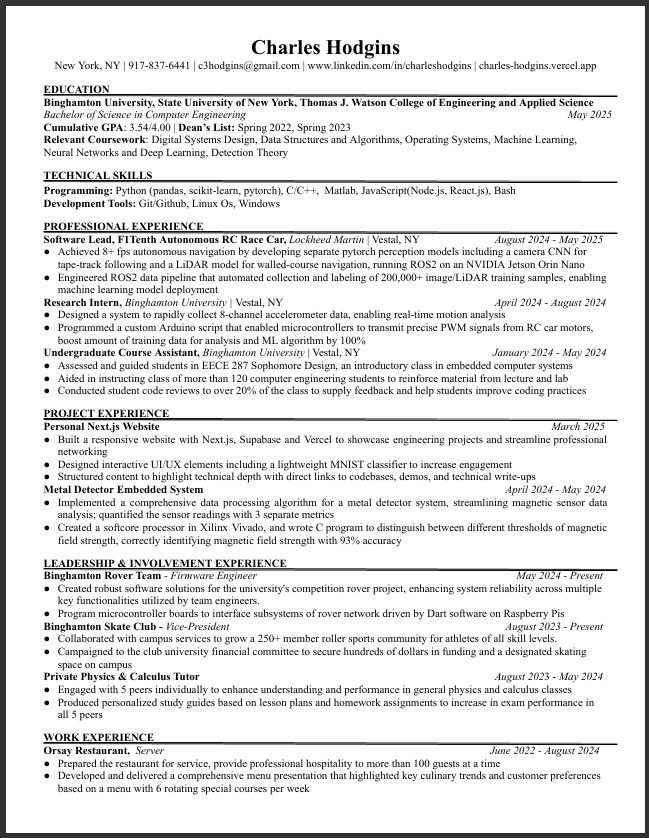 Charles Hodgins
New York, NY | 917-837-6441 | c3hodgins@gmail.com | www.linkedin.com/in/charleshodgins | charles-hodgins.vercel.app
EDUCATION
Binghamton University, State University of New York, Thomas J. Watson College of Engineering and Applied Science
Bachelor of Science in Computer Engineering May 2025
Cumulative GPA: 3.54/4.00 | Dean's List: Spring 2022, Spring 2023
Relevant Coursework: Digital Systems Design, Data Structures and Algorithms, Operating Systems, Machine Learning,
Neural Networks and Deep Learning, Detection Theory
TECHNICAL SKILLS
Programming: Python (pandas, scikit-learn, pytorch), C/C++, Matlab, JavaScript(Node.js, React.js), Bash
Development Tools: Git/Github, Linux Os, Windows
PROFESSIONAL EXPERIENCE
Software Lead, F1Tenth Autonomous RC Race Car, Lockheed Martin | Vestal, NY August 2024 - May 2025
● Achieved 8+ fps autonomous navigation by developing separate pytorch perception models including a camera CNN for
tape-track following and a LiDAR model for walled-course navigation, running ROS2 on an NVIDIA Jetson Orin Nano
● Engineered ROS2 data pipeline that automated collection and labeling of 200,000+ image/LiDAR training samples, enabling
machine learning model deployment
Research Intern, Binghamton University | Vestal, NY April 2024 - August 2024
● Designed a system to rapidly collect 8-channel accelerometer data, enabling real-time motion analysis
● Programmed a custom Arduino script that enabled microcontrollers to transmit precise PWM signals from RC car motors,
boost amount of training data for analysis and ML algorithm by 100%
Undergraduate Course Assistant, Binghamton University | Vestal, NY January 2024 - May 2024
● Assessed and guided students in EECE 287 Sophomore Design, an introductory class in embedded computer systems
● Aided in instructing class of more than 120 computer engineering students to reinforce material from lecture and lab
● Conducted student code reviews to over 20% of the class to supply feedback and help students improve coding practices
PROJECT EXPERIENCE
Personal Next.js Website March 2025
● Built a responsive website with Next.js, Supabase and Vercel to showcase engineering projects and streamline professional
networking
● Designed interactive UI/UX elements including a lightweight MNIST classifier to increase engagement
● Structured content to highlight technical depth with direct links to codebases, demos, and technical write-ups
Metal Detector Embedded System April 2024 - May 2024
● Implemented a comprehensive data processing algorithm for a metal detector system, streamlining magnetic sensor data
analysis; quantified the sensor readings with 3 separate metrics
● Created a softcore processor in Xilinx Vivado, and wrote C program to distinguish between different thresholds of magnetic
field strength, correctly identifying magnetic field strength with 93% accuracy
LEADERSHIP & INVOLVEMENT EXPERIENCE
Binghamton Rover Team - Firmware Engineer May 2024 - Present
● Created robust software solutions for the university's competition rover project, enhancing system reliability across multiple
key functionalities utilized by team engineers.
● Program microcontroller boards to interface subsystems of rover network driven by Dart software on Raspberry Pis
Binghamton Skate Club - Vice-President August 2023 - Present
● Collaborated with campus services to grow a 250+ member roller sports community for athletes of all skill levels.
● Campaigned to the club university financial committee to secure hundreds of dollars in funding and a designated skating
space on campus
Private Physics & Calculus Tutor August 2023 - May 2024
● Engaged with 5 peers individually to enhance understanding and performance in general physics and calculus classes
● Produced personalized study guides based on lesson plans and homework assignments to increase in exam performance in
all 5 peers
WORK EXPERIENCE
Orsay Restaurant, Server June 2022 - August 2024
● Prepared the restaurant for service, provide professional hospitality to more than 100 guests at a time
● Developed and delivered a comprehensive menu presentation that highlighted key culinary trends and customer preferences
based on a menu with 6 rotating special courses per week